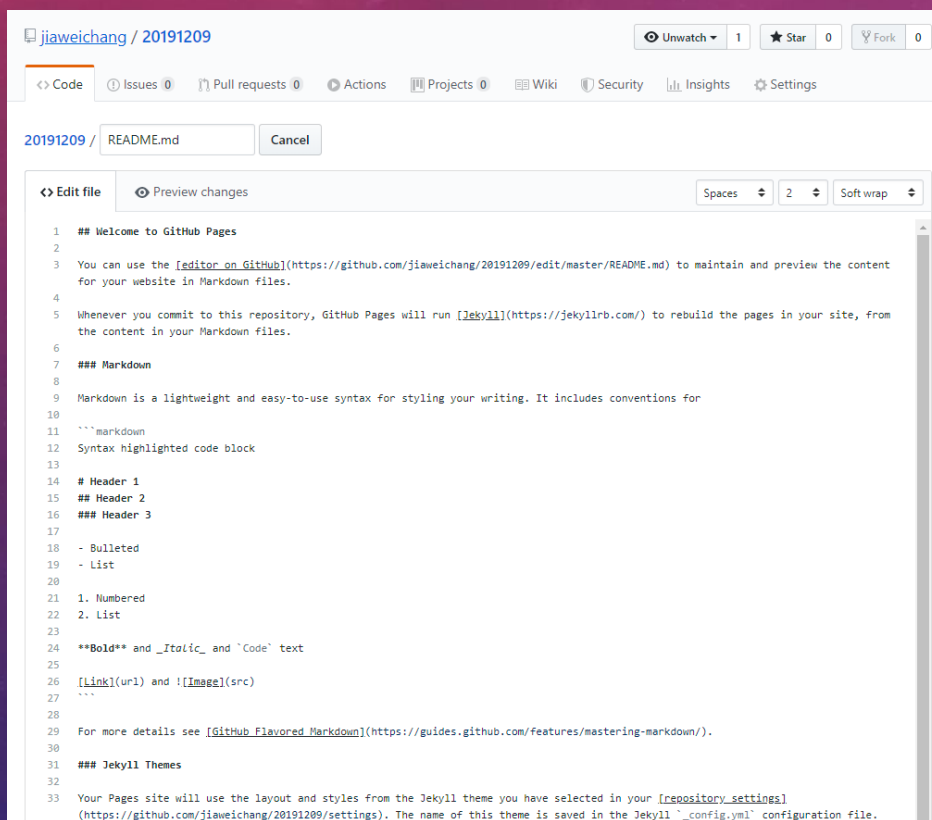 jiaweichang / 20191209
Unwatch 1 Star 0 Fork 0
<> Code Issues 0 Pull requests 0 Actions Projects 0 Wiki Security Insights Settings
20191209 / README.md Cancel
<> Edit file Preview changes Spaces 2 Soft wrap
1 ## Welcome to GitHub Pages
2
3 You can use the [editor on GitHub](https://github.com/jiaweichang/20191209/edit/master/README.md) to maintain and preview the content
for your website in Markdown files.
4
5 Whenever you commit to this repository, GitHub Pages will run [Jekyll](https://jekyllrb.com/) to rebuild the pages in your site, from
the content in your Markdown files.
6
7 ### Markdown
8
9 Markdown is a lightweight and easy-to-use syntax for styling your writing. It includes conventions for
10
11 ```markdown
12 Syntax highlighted code block
13
14 # Header 1
15 ## Header 2
16 ### Header 3
17
18 - Bulleted
19 - List
20
21 1. Numbered
22 2. List
23
24 **Bold** and _Italic_ and `Code` text
25
26 [Link](url) and ![Image](src)
27 ```
28
29 For more details see [GitHub Flavored Markdown](https://guides.github.com/features/mastering-markdown/).
30
31 ### Jekyll Themes
32
33 Your Pages site will use the layout and styles from the Jekyll theme you have selected in your [repository settings]
(https://github.com/jiaweichang/20191209/settings). The name of this theme is saved in the Jekyll `_config.yml` configuration file.